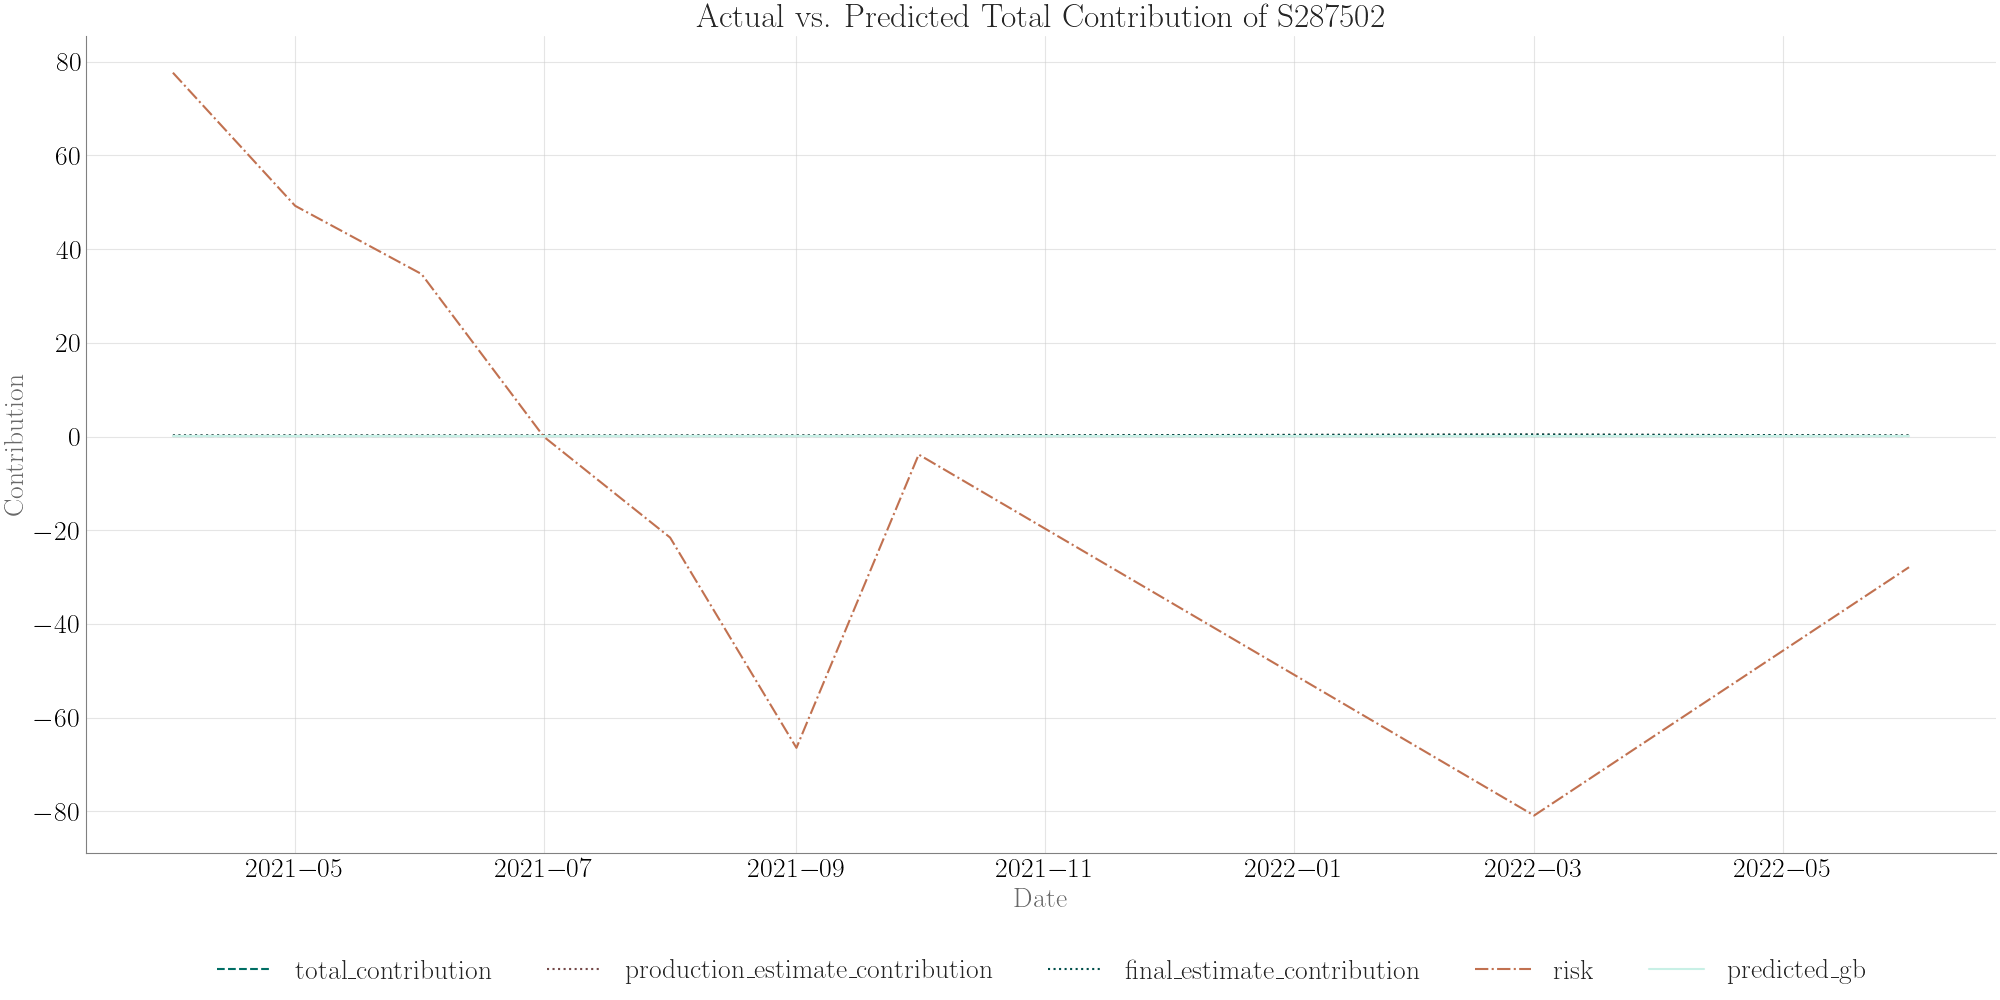 Actual vs. Predicted Total Contribution of S287502
80
60
40
20
0
−20
−40
−60
−80
Contribution
2021−05 2021−07 2021−09 2021−11 2022−01 2022−03 2022−05
Date
total_contribution production_estimate_contribution final_estimate_contribution risk predicted_gb